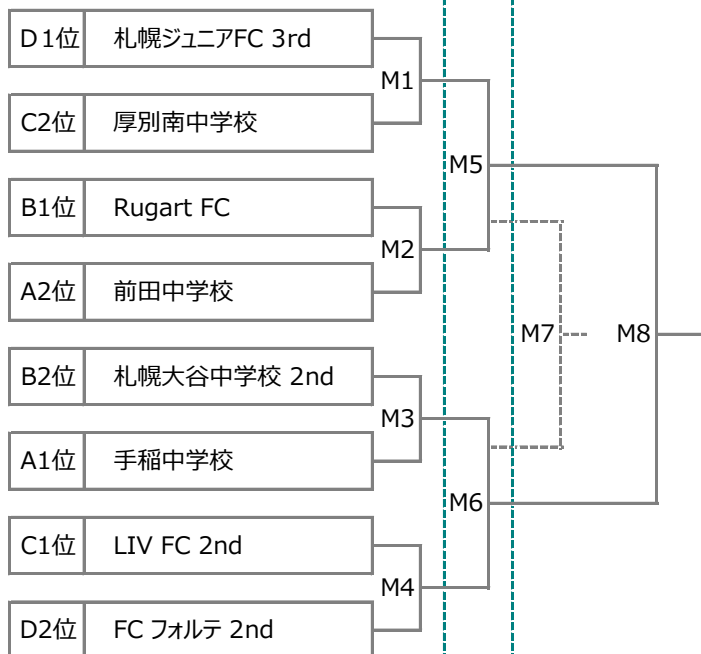 D1位 札幌ジュニアFC 3rd
M1
C2位 厚別南中学校
M5
B1位 Rugart FC
M2
A2位 前田中学校
M7 M8
B2位 札幌大谷中学校 2nd
M3
A1位 手稲中学校
M6
C1位 LIV FC 2nd
M4
D2位 FC フォルテ 2nd